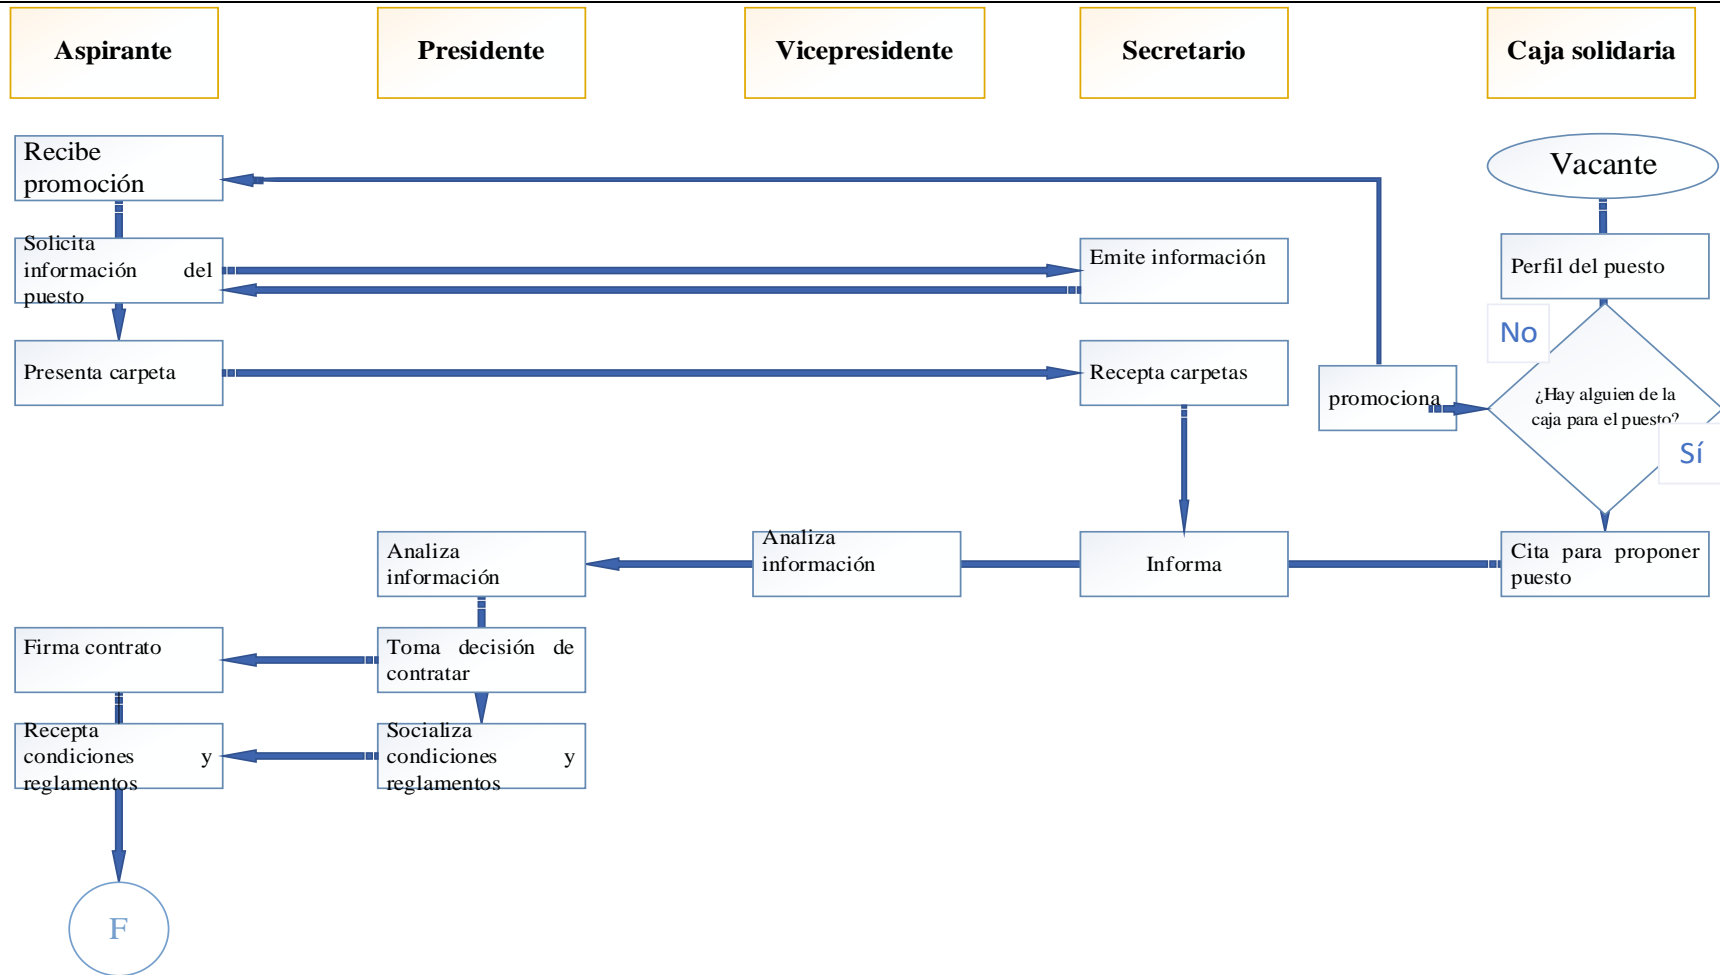 Aspirante
Presidente
Vicepresidente
Secretario
Caja solidaria
Recibe
promoción
Vacante
Solicita
información del
puesto
Emite información
Perfil del puesto
No
Presenta carpeta
Recepta carpetas
promociona
¿Hay alguien de la
caja para el puesto?
Sí
Analiza
información
Analiza
información
Informa
Cita para proponer
puesto
Firma contrato
Toma decisión de
contratar
Recepta
condiciones y
reglamentos
Socializa
condiciones y
reglamentos
F